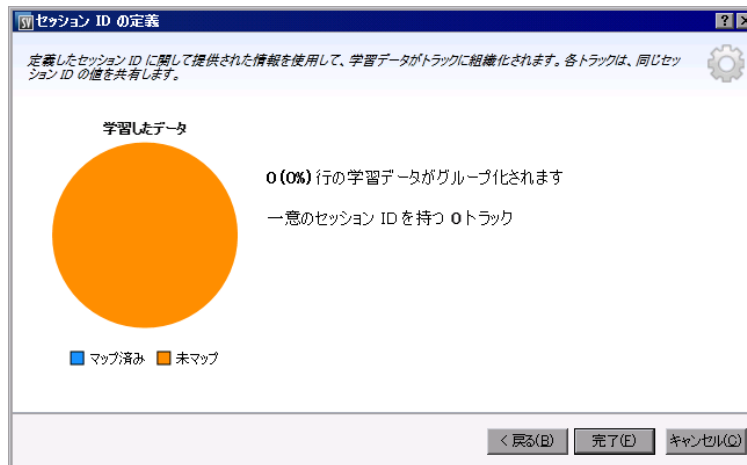 SV セッション ID の定義
定義したセッション ID に関して提供された情報を使用して、学習データがトラックに組織化されます。各トラックは、同じセッ
ション ID の値を共有します。
学習したデータ
0 (0%) 行の学習データがグループ化されます
一意のセッション ID を持つ 0 トラック
マップ済み 未マップ
< 戻る(B) 完了(F) キャンセル(C)